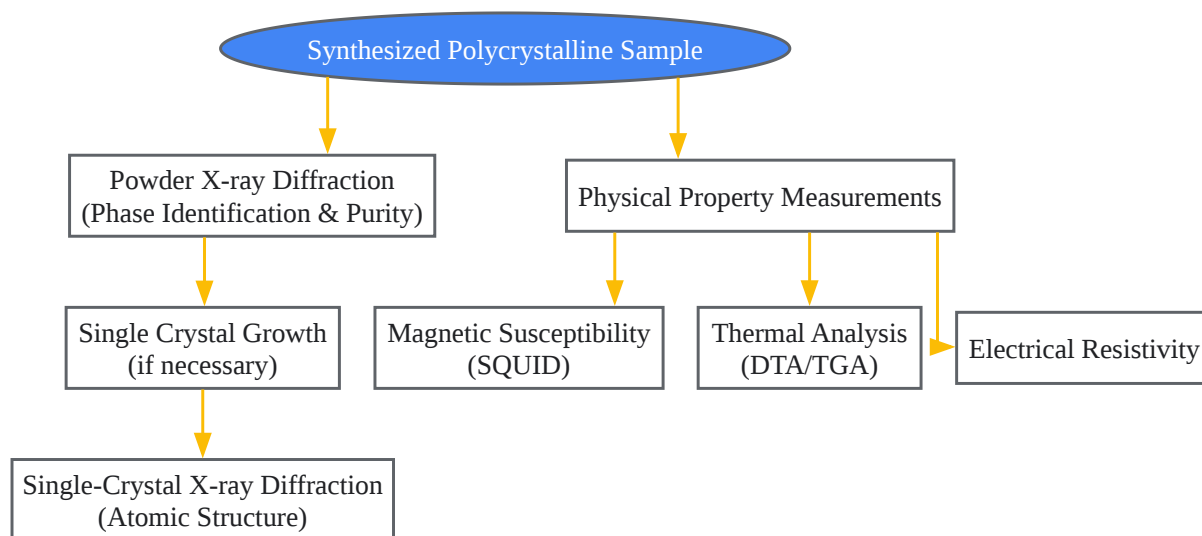 Synthesized Polycrystalline Sample
Powder X-ray Diffraction
(Phase Identification & Purity)
Physical Property Measurements
Single Crystal Growth
(if necessary)
Magnetic Susceptibility
(SQUID)
Thermal Analysis
(DTA/TGA)
Electrical Resistivity
Single-Crystal X-ray Diffraction
(Atomic Structure)